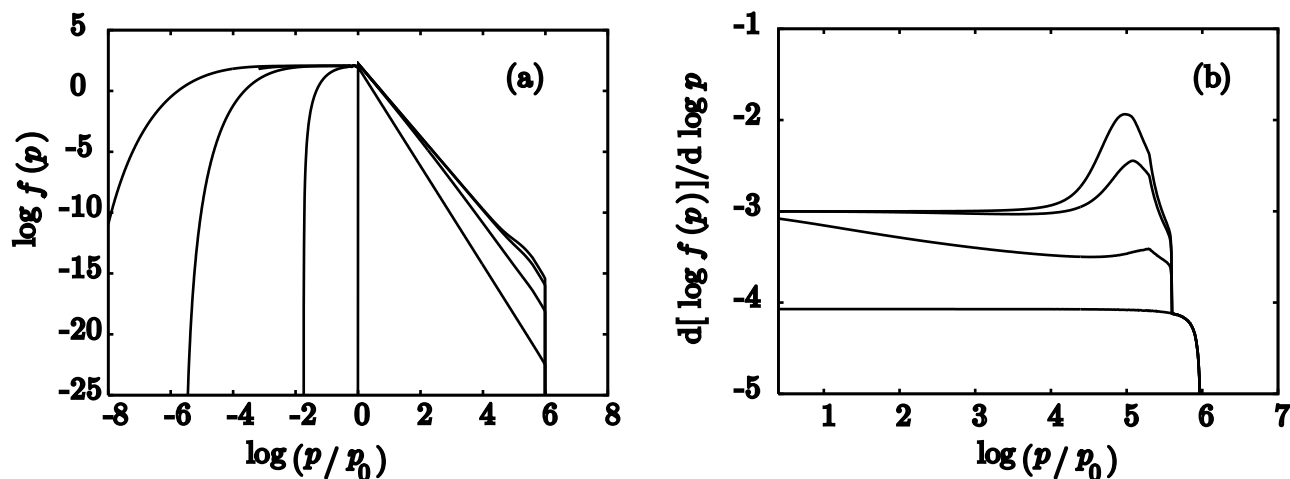 5
(a)
0
-5
-10
-15
-20
-25
log f (p)
-8 -6 -4 -2 0 2 4 6 8
log (p / p0)
-1
(b)
-2
-3
-4
-5
d[ log f (p) ]/d log p
1 2 3 4 5 6 7
log (p / p0)